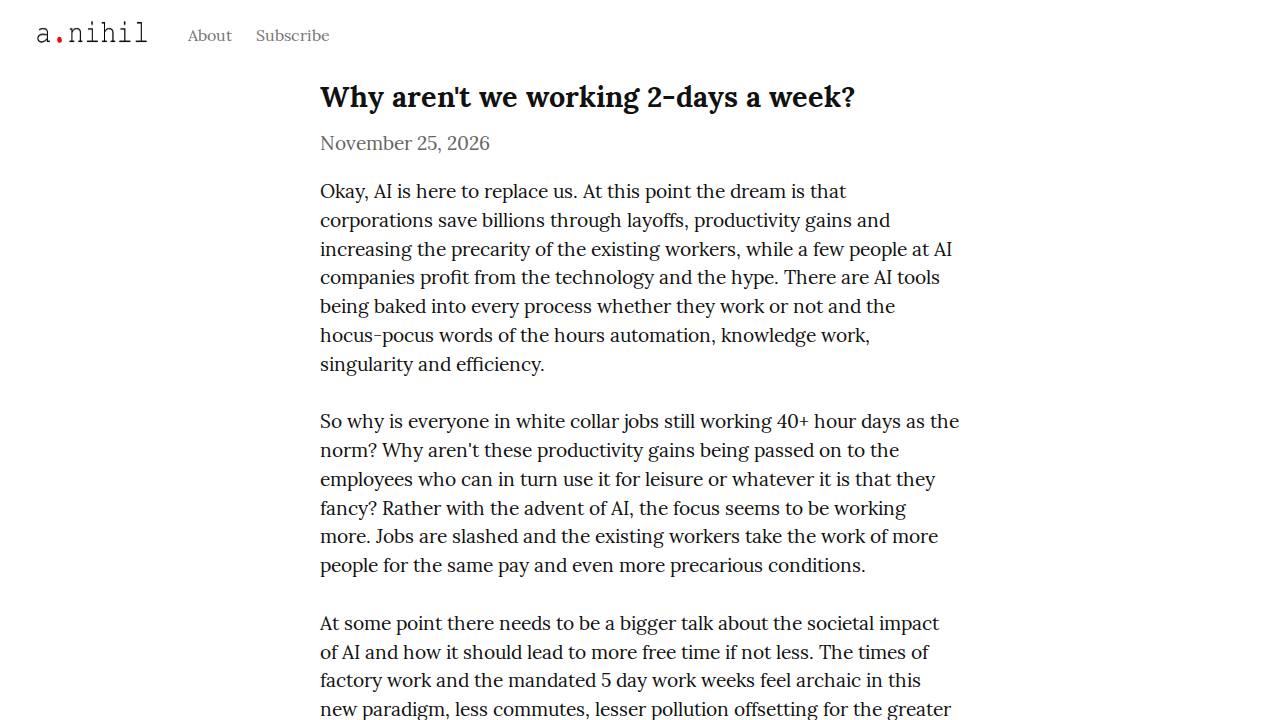 a.nihil
About
Subscribe
Why aren't we working 2-days a week?
November 25, 2026
Okay, AI is here to replace us. At this point the dream is that
corporations save billions through layoffs, productivity gains and
increasing the precarity of the existing workers, while a few people at AI
companies profit from the technology and the hype. There are AI tools
being baked into every process whether they work or not and the
hocus-pocus words of the hours automation, knowledge work,
singularity and efficiency.
So why is everyone in white collar jobs still working 40+ hour days as the
norm? Why aren't these productivity gains being passed on to the
employees who can in turn use it for leisure or whatever it is that they
fancy? Rather with the advent of AI, the focus seems to be working
more. Jobs are slashed and the existing workers take the work of more
people for the same pay and even more precarious conditions.
At some point there needs to be a bigger talk about the societal impact
of AI and how it should lead to more free time if not less. The times of
factory work and the mandated 5 day work weeks feel archaic in this
new paradigm, less commutes, lesser pollution offsetting for the greater